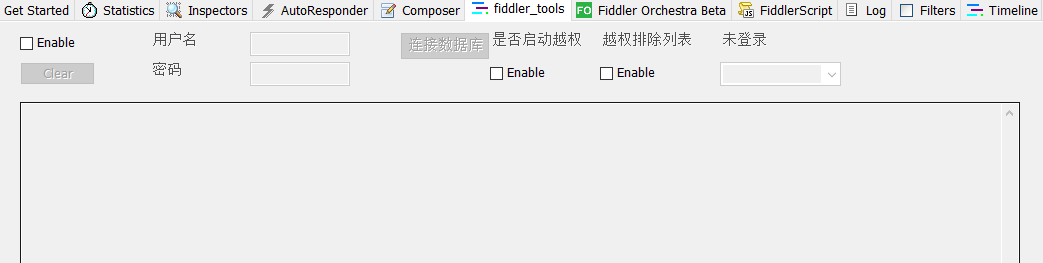 Get Started Statistics Inspectors AutoResponder Composer fiddler_tools FO Fiddler Orchestra Beta JS FiddlerScript Log Filters Timeline
Enable 用户名 连接数据库 是否启动越权 越权排除列表 未登录
Clear 密码 Enable Enable